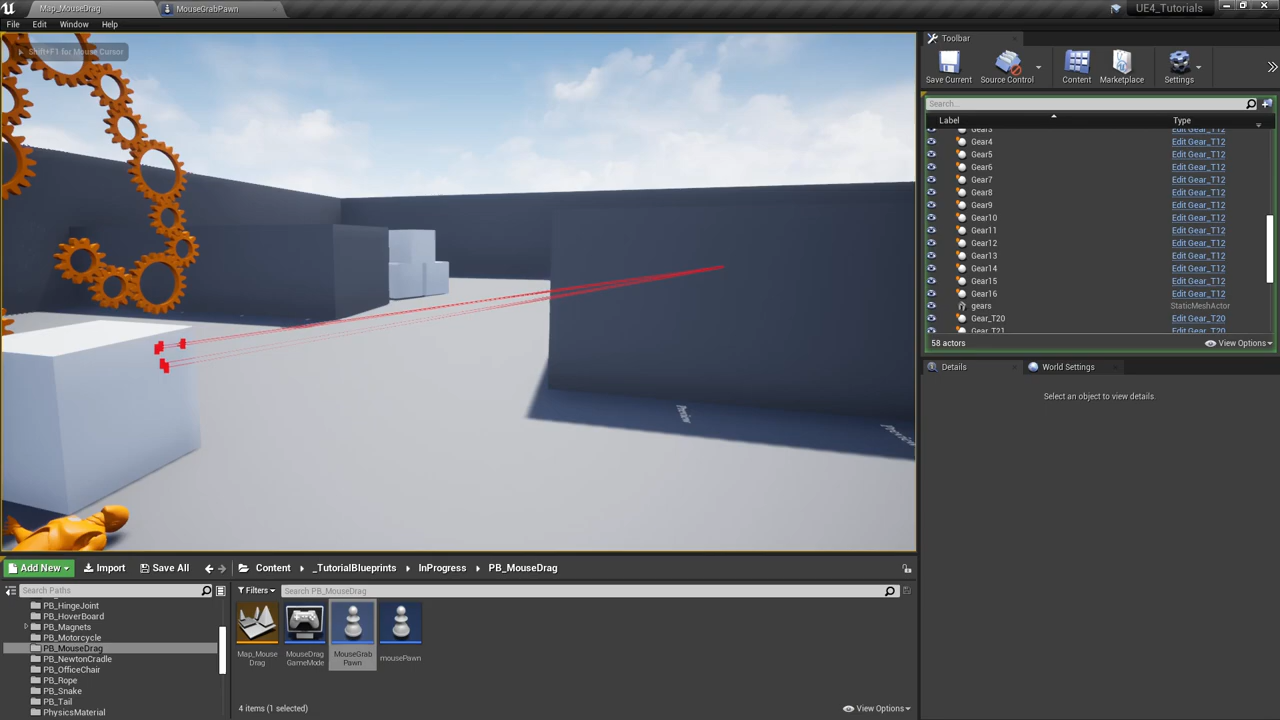 Map_MouseDrag
MouseGrabPawn
UE4_Tutorials
File Edit Window Help
Shift+F1 for Mouse Cursor
Toolbar
Save Current
Source Control
Content
Marketplace
Settings
Search...
Label Type
Gear3
Gear4 Edit Gear_T12
Gear5 Edit Gear_T12
Gear6 Edit Gear_T12
Gear7 Edit Gear_T12
Gear8 Edit Gear_T12
Gear9 Edit Gear_T12
Gear10 Edit Gear_T12
Gear11 Edit Gear_T12
Gear12 Edit Gear_T12
Gear13 Edit Gear_T12
Gear14 Edit Gear_T12
Gear15 Edit Gear_T12
Gear16 Edit Gear_T12
gears StaticMeshActor
Gear_T20 Edit Gear_T20
Gear_T21 Edit Gear_T20
58 actors
View Options
Details
World Settings
Select an object to view details.
Preview
Preview
Add New Import Save All Content _TutorialBlueprints InProgress PB_MouseDrag
Search Paths
Filters
Search PB_MouseDrag
PB_HingeJoint
PB_HoverBoard
PB_Magnets
PB_Motorcycle
PB_MouseDrag
PB_NewtonCradle
PB_OfficeChair
PB_Rope
PB_Snake
PB_Tail
PhysicsMaterial
Map_Mouse
Drag
MouseDrag
GameMode
MouseGrab
Pawn
mousePawn
4 items (1 selected)
View Options